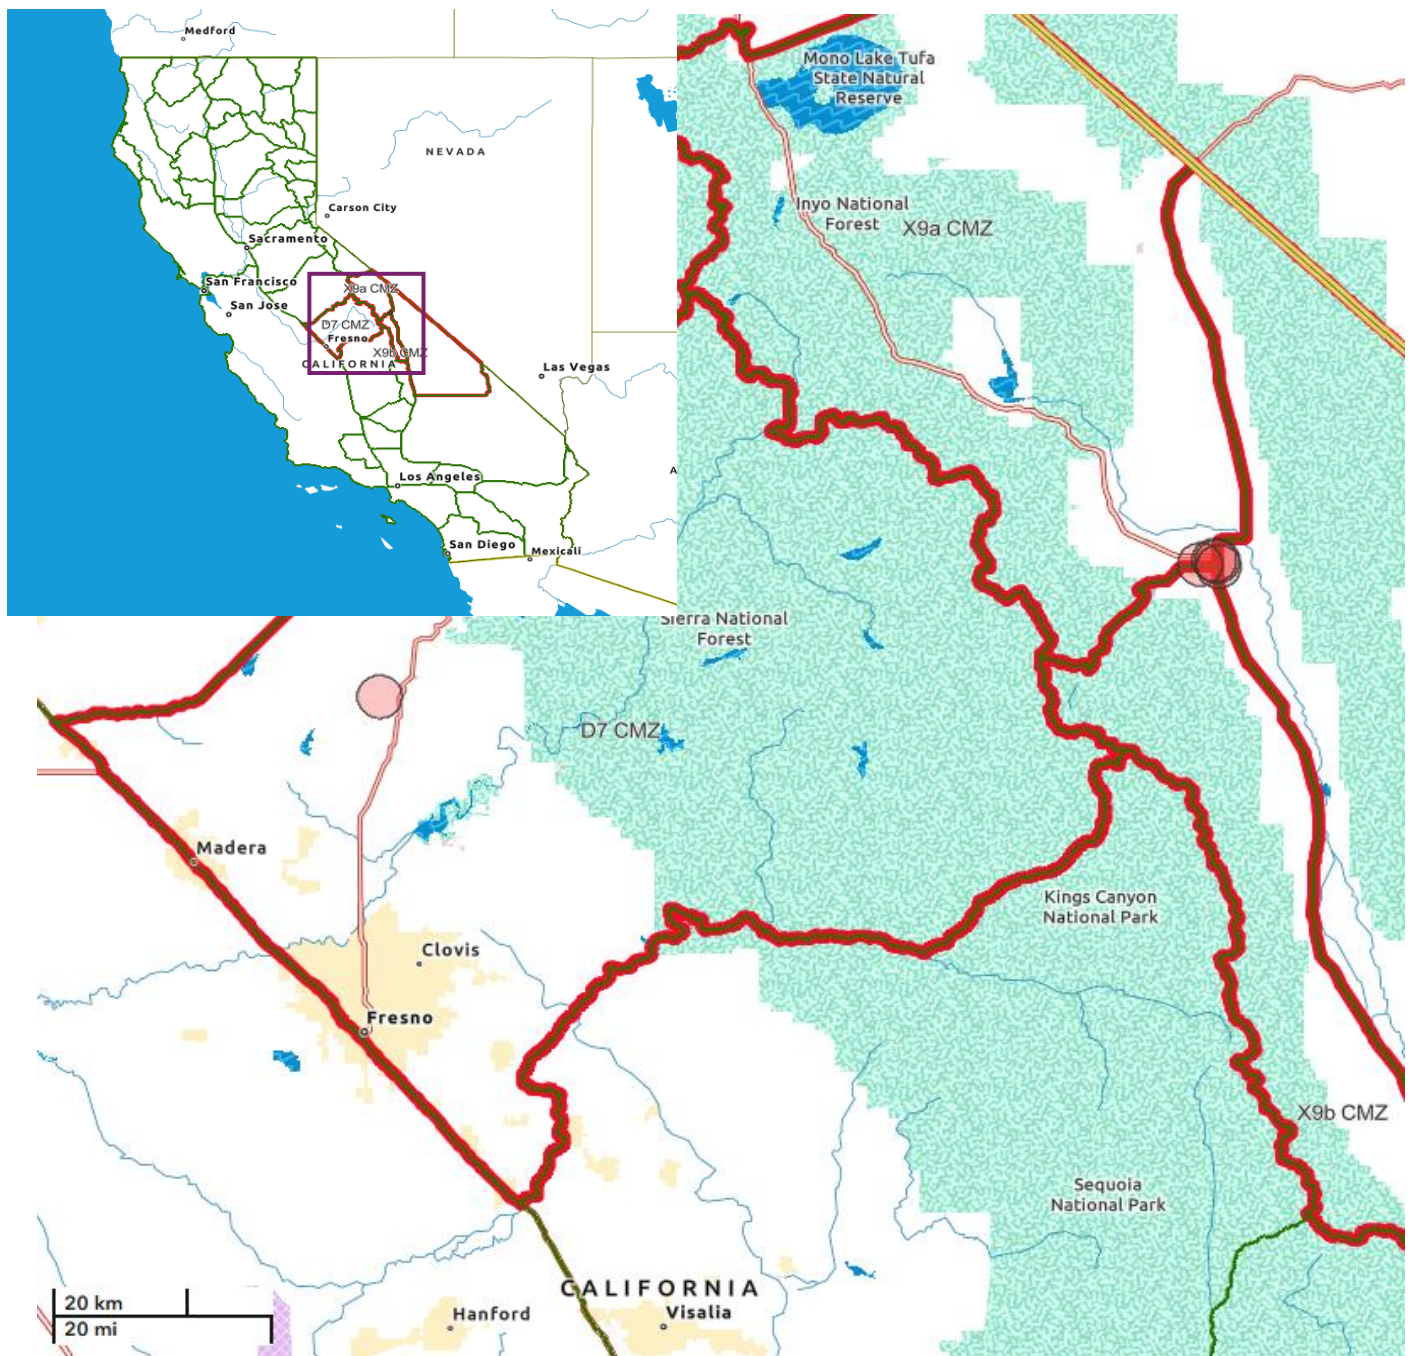 Medford
NEVADA
Carson City
Sacramento
San Francisco
San Jose
X9a CMZ
D7 CMZ
Fresno
X9b CMZ
CALIFORNIA
Las Vegas
Los Angeles
San Diego
Mexicali
A
Mono Lake Tufa
State Natural
Reserve
Inyo National
Forest
X9a CMZ
Sierra National
Forest
D7 CMZ
Madera
Clovis
Fresno
Kings Canyon
National Park
X9b CMZ
Sequoia
National Park
CALIFORNIA
Hanford
Visalia
20 km
20 mi